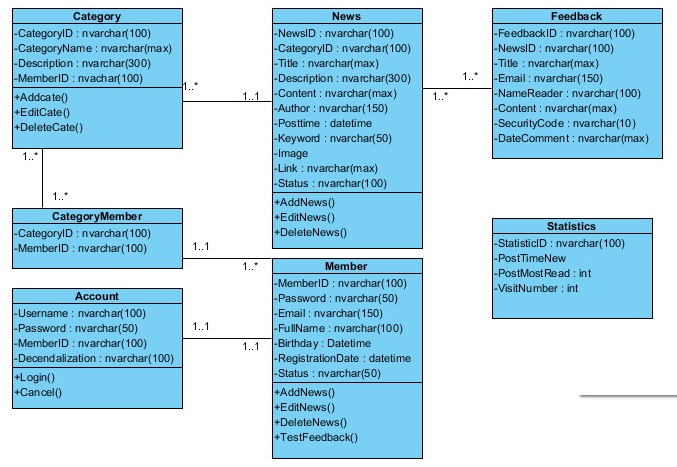 Category
-CategoryID : nvarchar(100)
-CategoryName : nvarchar(max)
-Description : nvarchar(300)
-MemberID : nvachar(100)
+Addcate()
+EditCate()
+DeleteCate()
1..*
1..1
News
-NewsID : nvarchar(100)
-CategoryID : nvarchar(100)
-Title : nvarchar(max)
-Description : nvarchar(300)
-Content : nvarchar(max)
-Author : nvarchar(150)
-Posttime : datetime
-Keyword : nvarchar(50)
-Image
-Link : nvarchar(max)
-Status : nvarchar(100)
+AddNews()
+EditNews()
+DeleteNews()
1..*
1..*
Feedback
-FeedbackID : nvarchar(100)
-NewsID : nvarchar(100)
-Title : nvarchar(max)
-Email : nvarchar(150)
-NameReader : nvarchar(100)
-Content : nvarchar(max)
-SecurityCode : nvarchar(10)
-DateComment : nvarchar(max)
1..*
1..*
CategoryMember
-CategoryID : nvarchar(100)
-MemberID : nvarchar(100)
1..1
1..*
Statistics
-StatisticID : nvarchar(100)
-PostTimeNew
-PostMostRead : int
-VisitNumber : int
Account
-Username : nvarchar(100)
-Password : nvarchar(50)
-MemberID : nvarchar(100)
-Decendalization : nvarchar(100)
+Login()
+Cancel()
1..1
1..1
Member
-MemberID : nvarchar(100)
-Password : nvarchar(50)
-Email : nvarchar(150)
-FullName : nvarchar(100)
-Birthday : Datetime
-RegistrationDate : datetime
-Status : nvarchar(50)
+AddNews()
+EditNews()
+DeleteNews()
+TestFeedback()